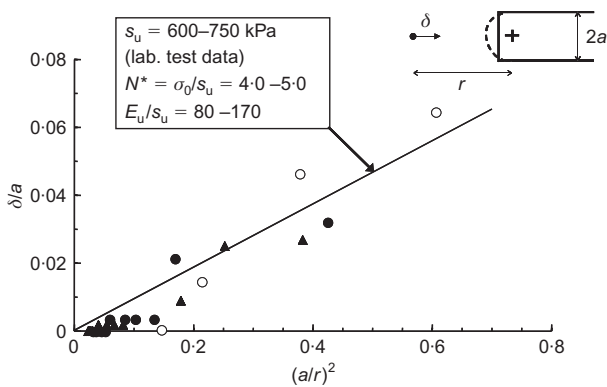 s_u = 600–750 kPa
(lab. test data)
N* = σ_0/s_u = 4·0 –5·0
E_u/s_u = 80 –170
δ
2a
r
0·08
0·06
0·04
0·02
0
δ/a
0
0·2
0·4
0·6
0·8
(a/r)²